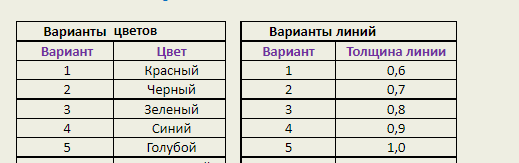 Варианты цветов
Вариант Цвет
1 Красный
2 Черный
3 Зеленый
4 Синий
5 Голубой
Варианты линий
Вариант Толщина линии
1 0,6
2 0,7
3 0,8
4 0,9
5 1,0